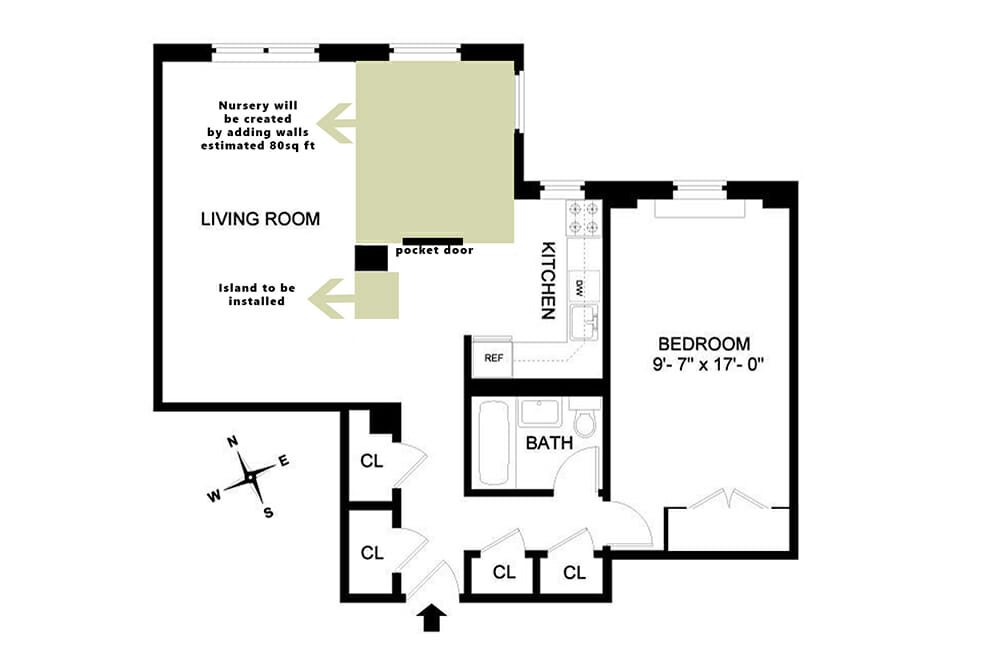 Nursery will
be created
by adding walls
estimated 80sq ft
LIVING ROOM
pocket door
Island to be
installed
KITCHEN
DW
REF
BEDROOM
9'- 7" x 17'- 0"
BATH
CL
CL
CL
CL
N
E
W
S